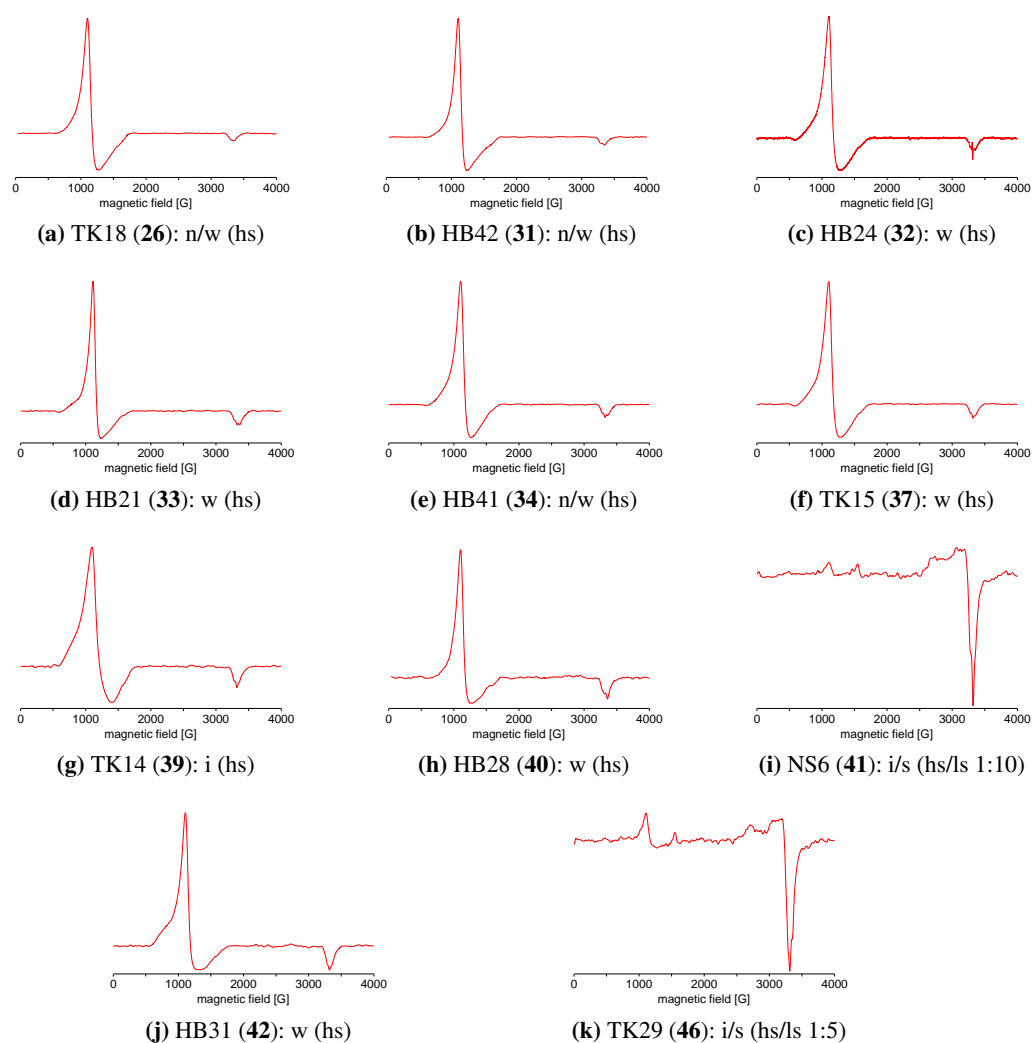 0 1000 2000 3000 4000
magnetic field [G]
(a) TK18 (26): n/w (hs)
0 1000 2000 3000 4000
magnetic field [G]
(b) HB42 (31): n/w (hs)
0 1000 2000 3000 4000
magnetic field [G]
(c) HB24 (32): w (hs)
0 1000 2000 3000 4000
magnetic field [G]
(d) HB21 (33): w (hs)
0 1000 2000 3000 4000
magnetic field [G]
(e) HB41 (34): n/w (hs)
0 1000 2000 3000 4000
magnetic field [G]
(f) TK15 (37): w (hs)
0 1000 2000 3000 4000
magnetic field [G]
(g) TK14 (39): i (hs)
0 1000 2000 3000 4000
magnetic field [G]
(h) HB28 (40): w (hs)
0 1000 2000 3000 4000
magnetic field [G]
(i) NS6 (41): i/s (hs/ls 1:10)
0 1000 2000 3000 4000
magnetic field [G]
(j) HB31 (42): w (hs)
0 1000 2000 3000 4000
magnetic field [G]
(k) TK29 (46): i/s (hs/ls 1:5)